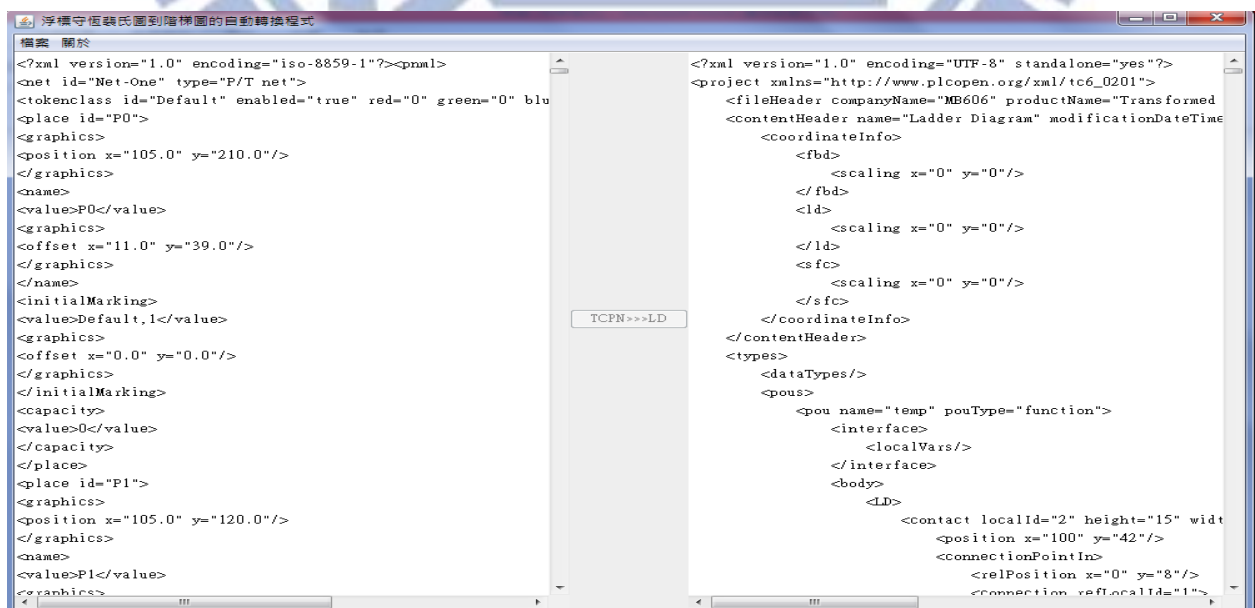 浮標守恆裴氏圖到階梯圖的自動轉換程式
檔案 關於
<?xml version="1.0" encoding="iso-8859-1"?><pnml>
<net id="Net-One" type="P/T net">
<tokenclass id="Default" enabled="true" red="0" green="0" blu
<place id="P0">
<graphics>
<position x="105.0" y="210.0"/>
</graphics>
<name>
<value>P0</value>
<graphics>
<offset x="11.0" y="39.0"/>
</graphics>
</name>
<initialMarking>
<value>Default,1</value>
<graphics>
<offset x="0.0" y="0.0"/>
</graphics>
</initialMarking>
<capacity>
<value>0</value>
</capacity>
</place>
<place id="P1">
<graphics>
<position x="105.0" y="120.0"/>
</graphics>
<name>
<value>P1</value>
<graphics>
TCPN>>>LD
<?xml version="1.0" encoding="UTF-8" standalone="yes"?>
<project xmlns="http://www.plcopen.org/xml/tc6_0201">
<fileHeader companyName="MB606" productName="Transformed
<contentHeader name="Ladder Diagram" modificationDateTime
<coordinateInfo>
<fbd>
<scaling x="0" y="0"/>
</fbd>
<ld>
<scaling x="0" y="0"/>
</ld>
<sfc>
<scaling x="0" y="0"/>
</sfc>
</coordinateInfo>
</contentHeader>
<types>
<dataTypes/>
<pous>
<pou name="temp" pouType="function">
<interface>
<localVars/>
</interface>
<body>
<LD>
<contact localId="2" height="15" widt
<position x="100" y="42"/>
<connectionPointIn>
<relPosition x="0" y="8"/>
<connection refLocalId="1">